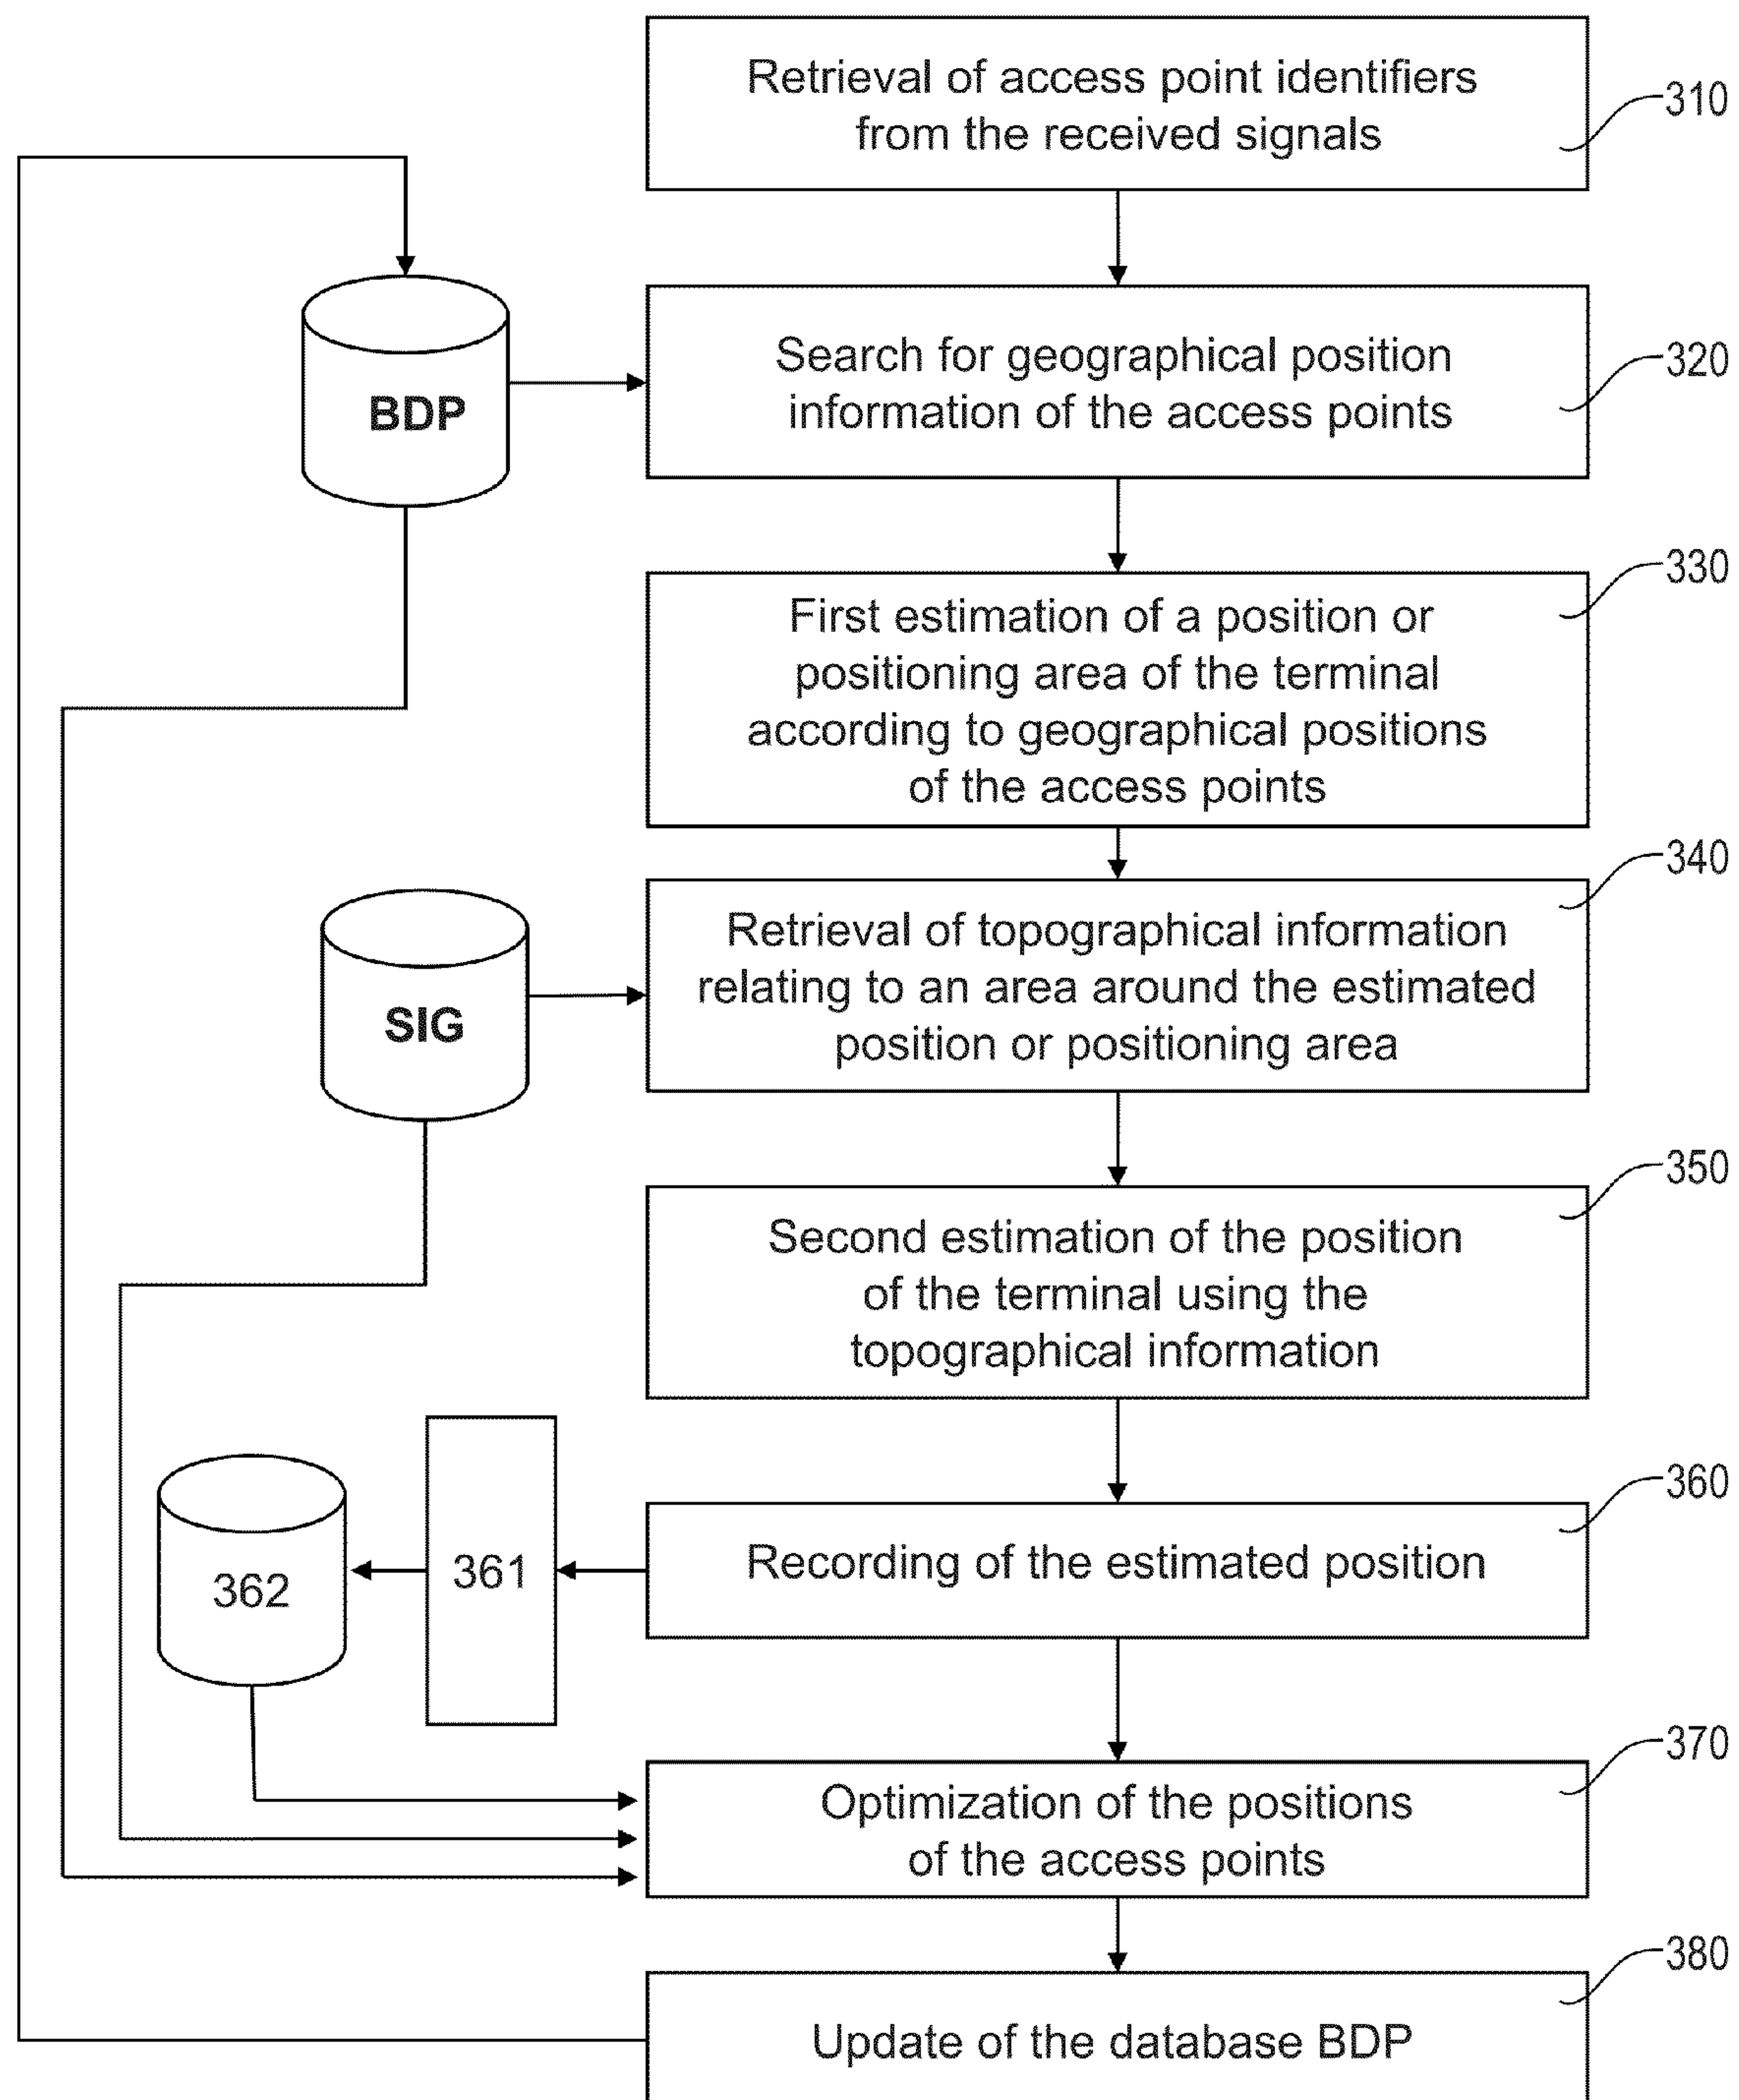 Retrieval of access point identifiers
from the received signals
310
Search for geographical position
information of the access points
320
BDP
First estimation of a position or
positioning area of the terminal
according to geographical positions
of the access points
330
Retrieval of topographical information
relating to an area around the estimated
position or positioning area
340
SIG
Second estimation of the position
of the terminal using the
topographical information
350
Recording of the estimated position
360
361
362
Optimization of the positions
of the access points
370
Update of the database BDP
380